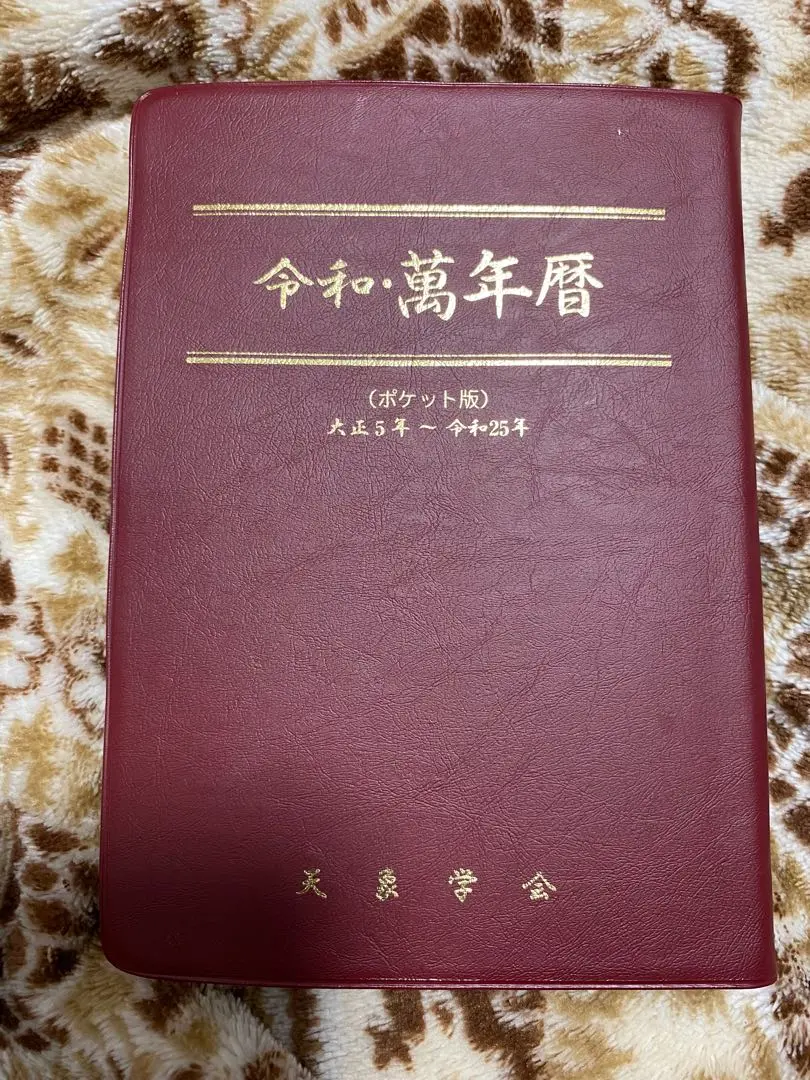 令和・萬年暦
（ポケット版）
大正5年～令和25年
天象学会